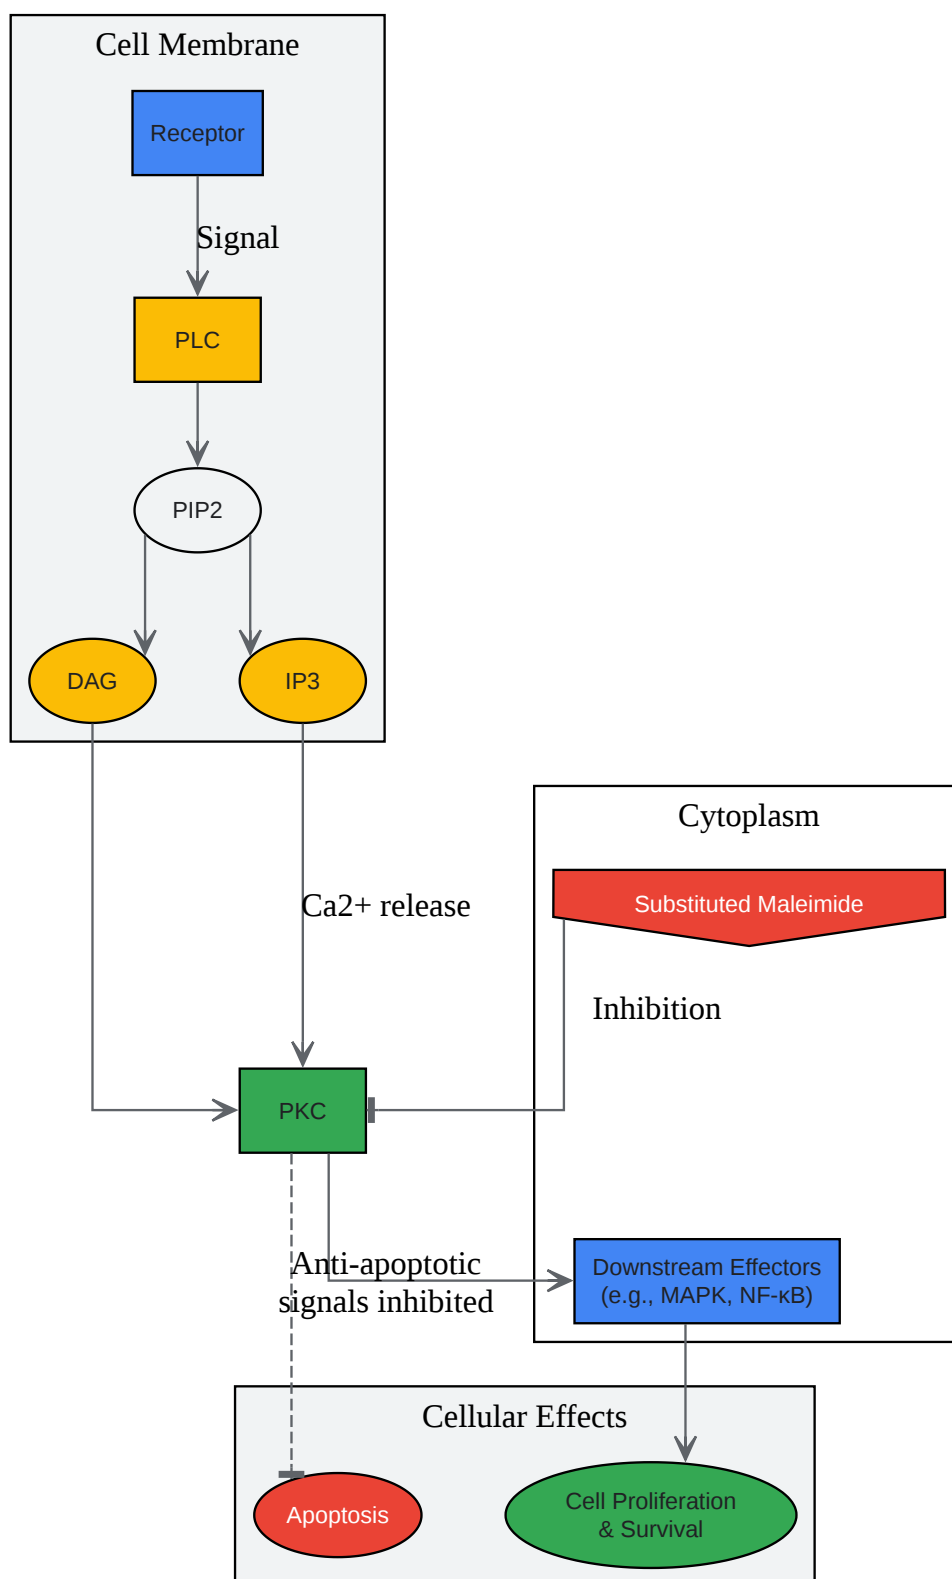 Cell Membrane
Receptor
Signal
PLC
PIP2
DAG
IP3
Cytoplasm
Substituted Maleimide
Ca2+ release
Inhibition
PKC
Anti-apoptotic
signals inhibited
Downstream Effectors
(e.g., MAPK, NF-κB)
Cellular Effects
Apoptosis
Cell Proliferation
& Survival